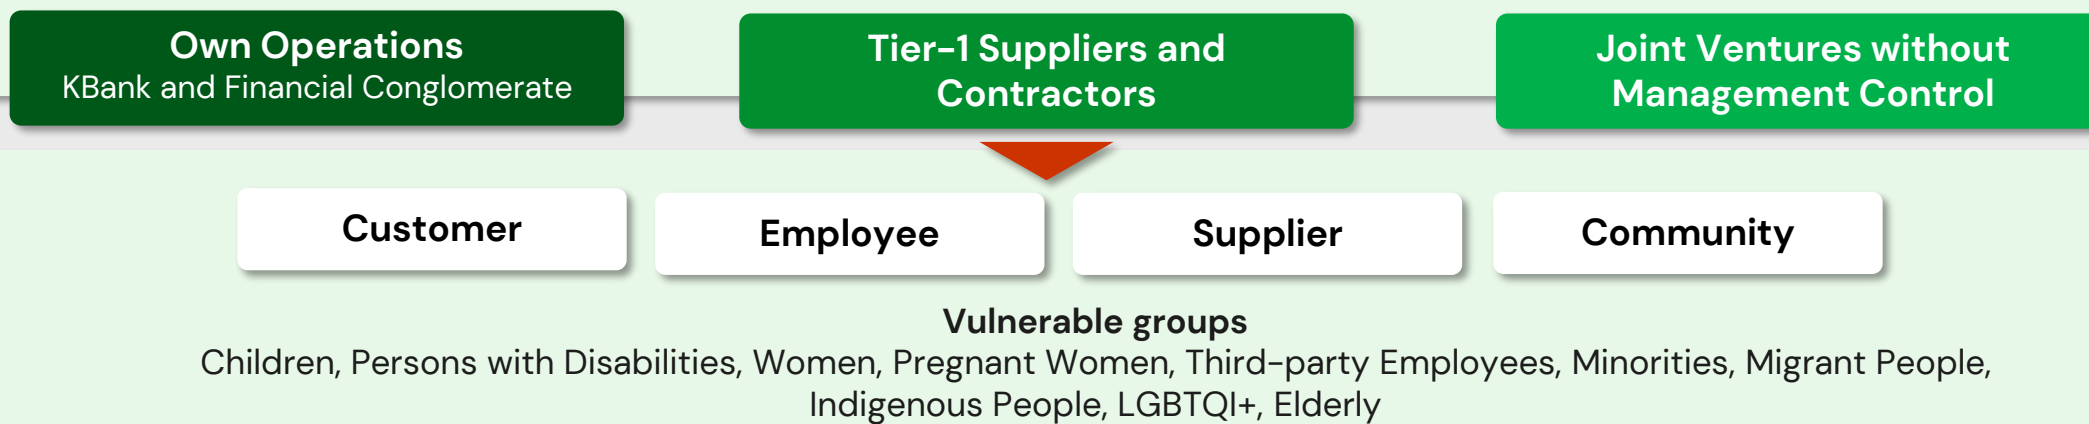 Own Operations
KBank and Financial Conglomerate
Tier-1 Suppliers and
Contractors
Joint Ventures without
Management Control
Customer
Employee
Supplier
Community
Vulnerable groups
Children, Persons with Disabilities, Women, Pregnant Women, Third-party Employees, Minorities, Migrant People,
Indigenous People, LGBTQI+, Elderly